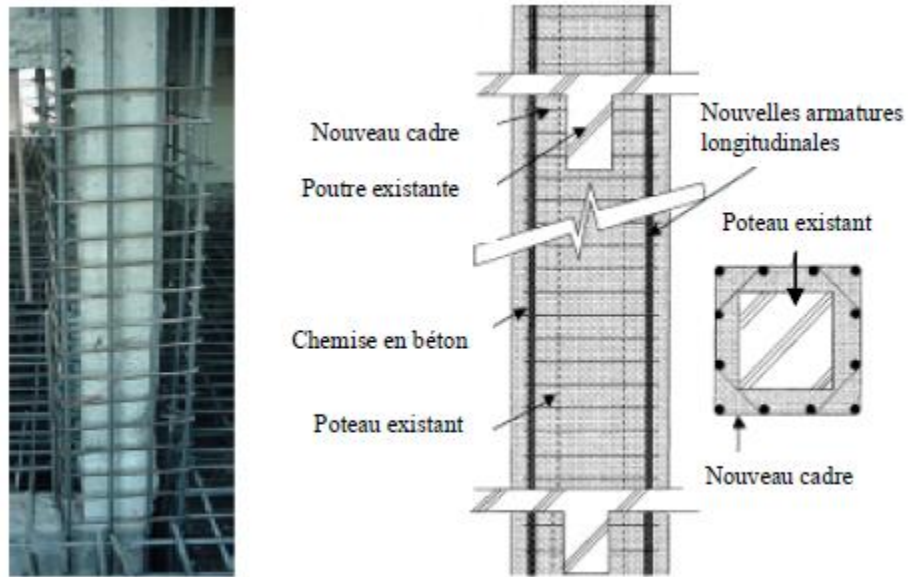 Nouveau cadre
Poutre existante
Nouvelles armatures
longitudinales
Poteau existant
Chemise en béton
Poteau existant
Nouveau cadre